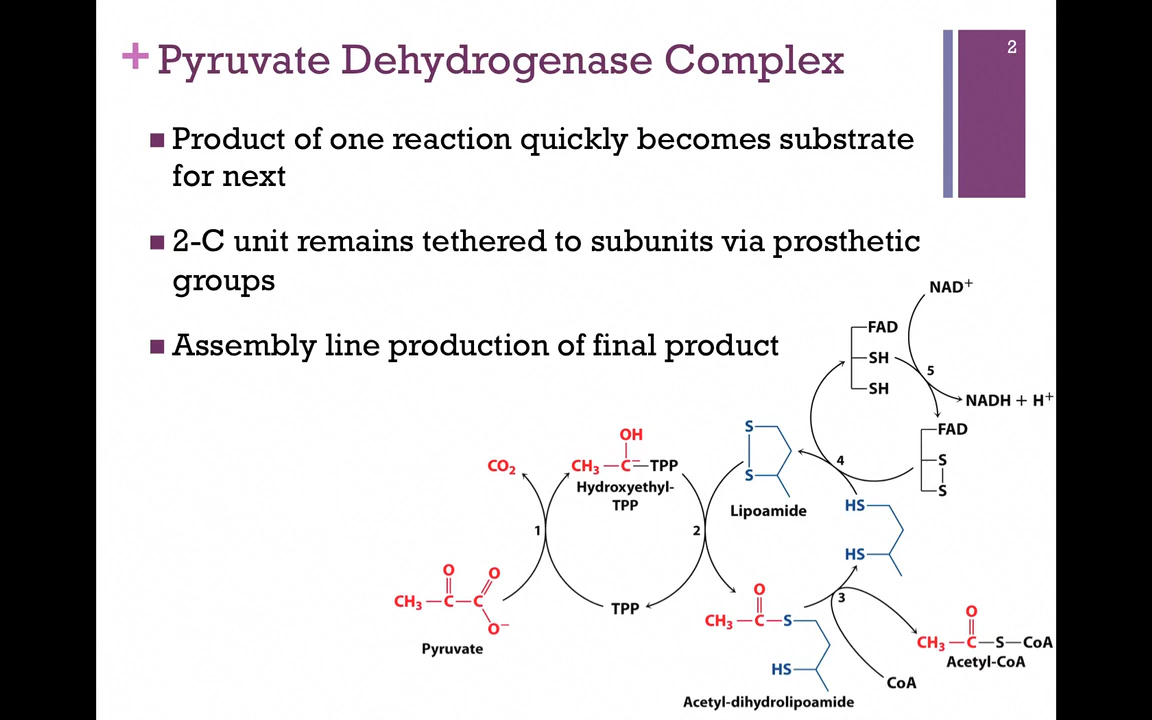 2
+ Pyruvate Dehydrogenase Complex
■ Product of one reaction quickly becomes substrate
for next
■ 2-C unit remains tethered to subunits via prosthetic
groups
■ Assembly line production of final product
NAD+
FAD
SH
SH
5
NADH + H+
FAD
S
S
4
CO2
OH
CH3—C−—TPP
Hydroxyethyl-
TPP
1
2
S
S
Lipoamide
HS
HS
O O
CH3—C—C
O−
Pyruvate
TPP
O
CH3—C—S
HS
Acetyl-dihydrolipoamide
3
CoA
O
CH3—C—S—CoA
Acetyl-CoA